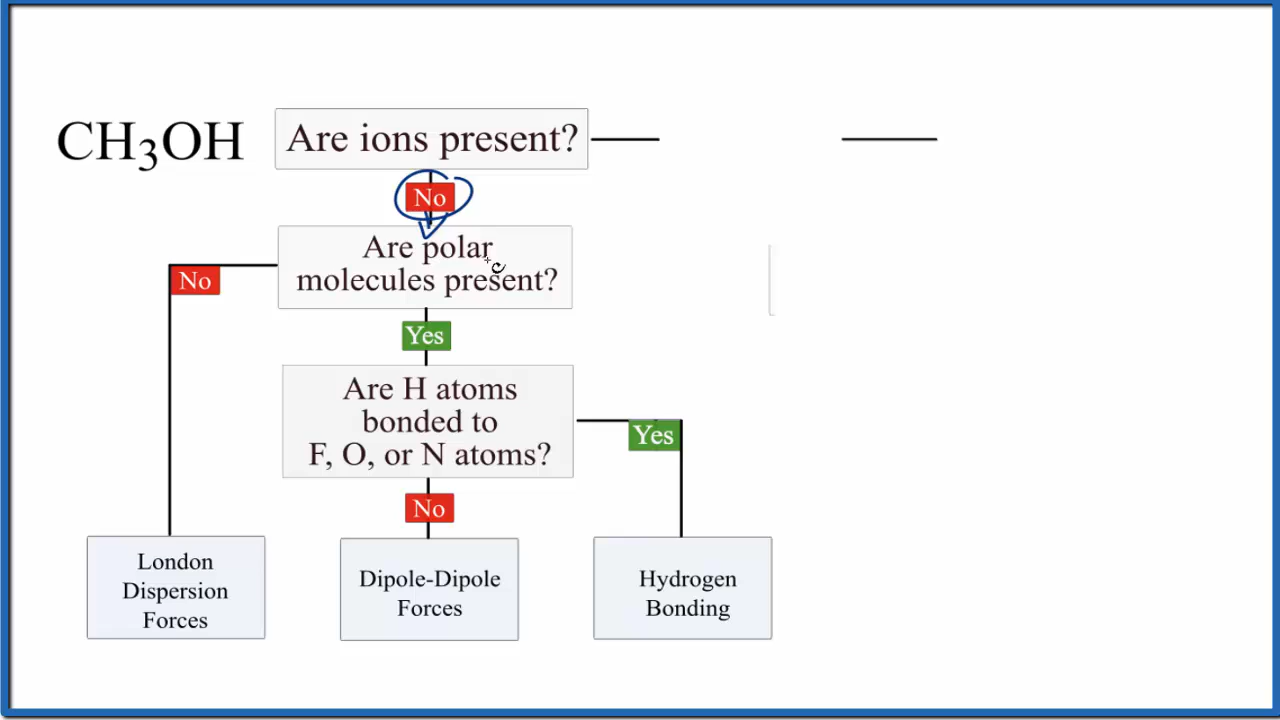 CH₃OH
Are ions present?
No
Are polar
molecules present?
No
Yes
Are H atoms
bonded to
F, O, or N atoms?
Yes
No
London
Dispersion
Forces
Dipole-Dipole
Forces
Hydrogen
Bonding